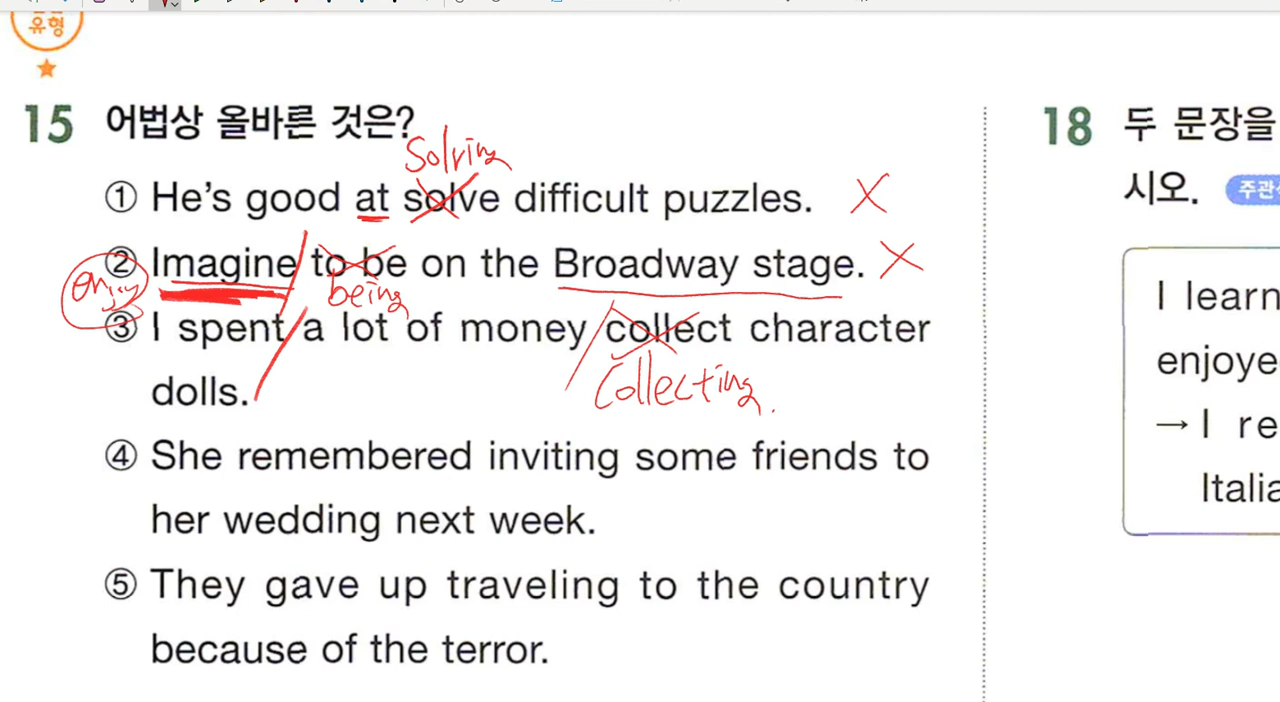 유형
15 어법상 올바른 것은?
solving
① He's good at solve difficult puzzles. X
② Imagine to be on the Broadway stage. X
enjoy being
③ I spent a lot of money collect character
dolls. collecting.
④ She remembered inviting some friends to
her wedding next week.
⑤ They gave up traveling to the country
because of the terror.
18 두 문장을
시오. 주관
I learn
enjoye
→ I re
Italia